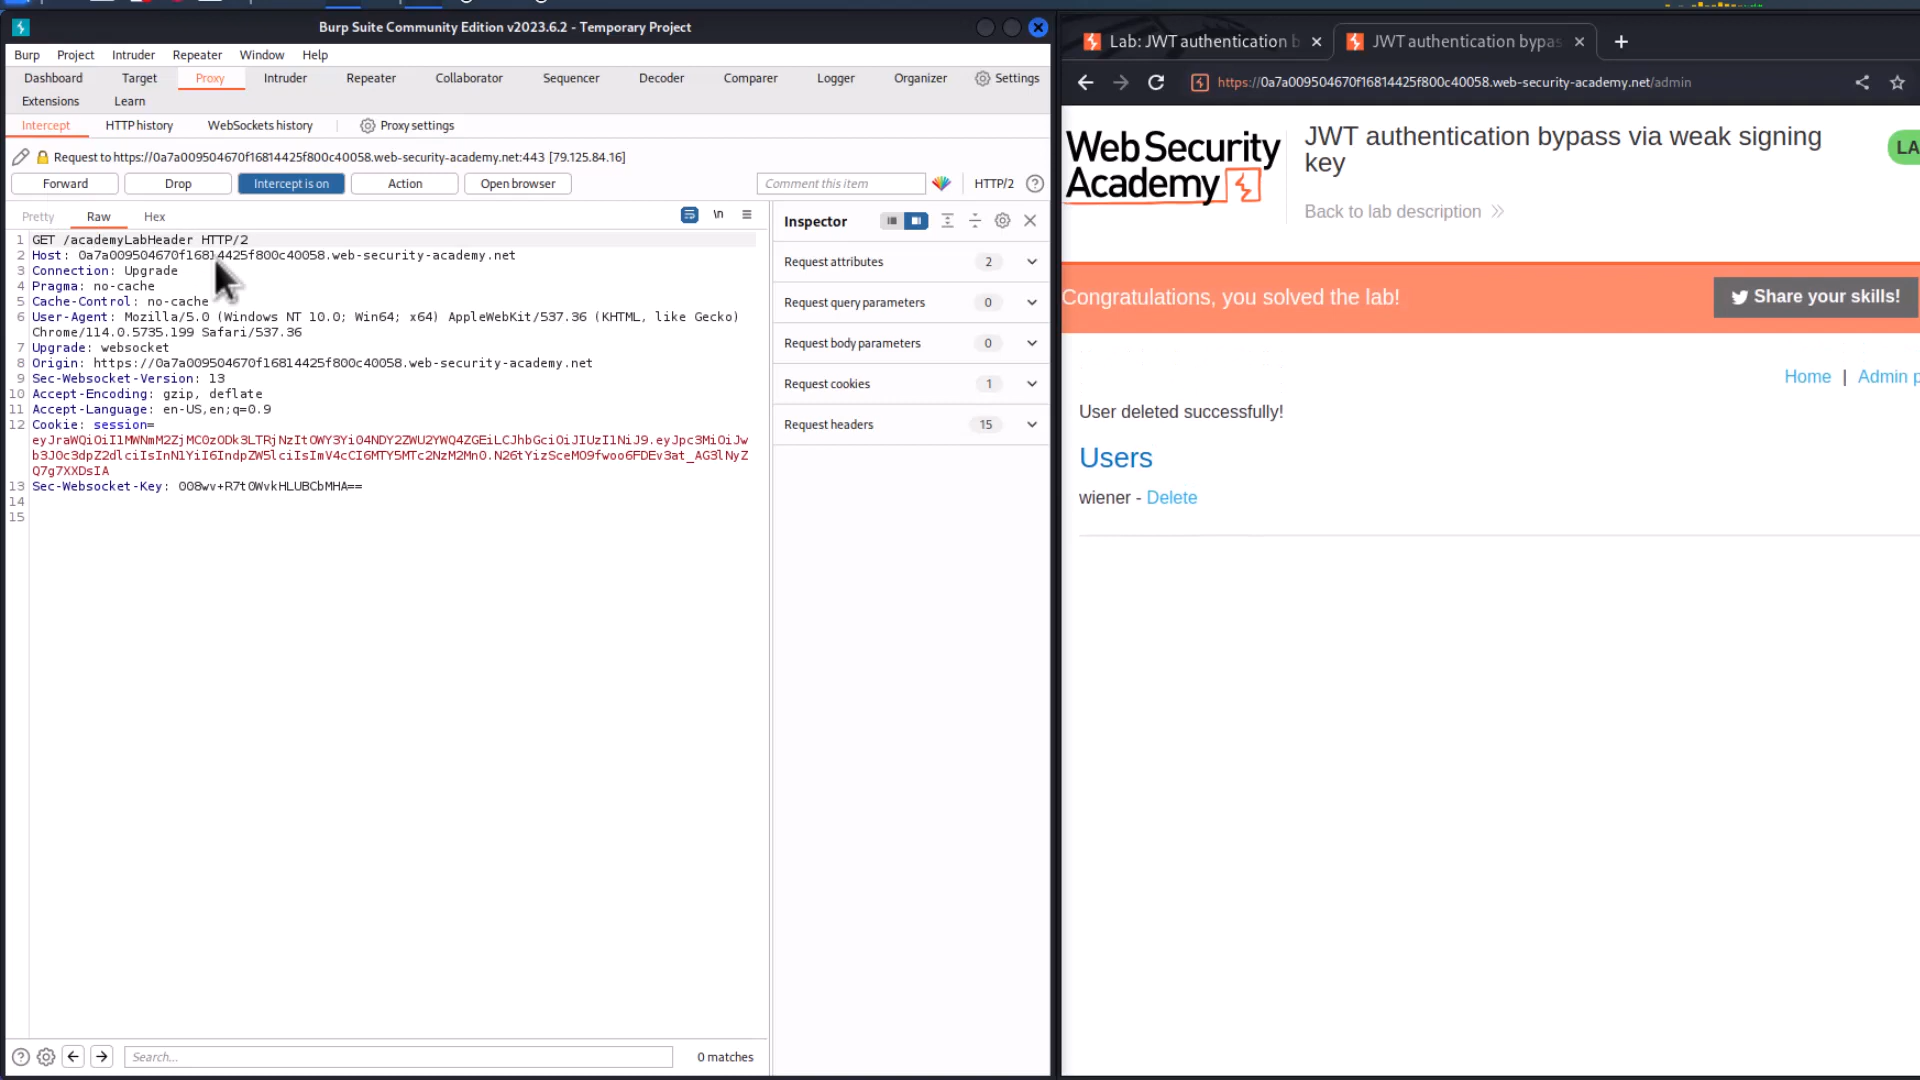 Burp Suite Community Edition v2023.6.2 - Temporary Project
Burp Project Intruder Repeater Window Help
Dashboard Target Proxy Intruder Repeater Collaborator Sequencer Decoder Comparer Logger Organizer Settings
Extensions Learn
Intercept HTTP history WebSockets history Proxy settings
Request to https://0a7a009504670f16814425f800c40058.web-security-academy.net:443 [79.125.84.16]
Forward Drop Intercept is on Action Open browser Comment this item HTTP/2
Pretty Raw Hex \n
1 GET /academyLabHeader HTTP/2
2 Host: 0a7a009504670f16814425f800c40058.web-security-academy.net
3 Connection: Upgrade
4 Pragma: no-cache
5 Cache-Control: no-cache
6 User-Agent: Mozilla/5.0 (Windows NT 10.0; Win64; x64) AppleWebKit/537.36 (KHTML, like Gecko)
Chrome/114.0.5735.199 Safari/537.36
7 Upgrade: websocket
8 Origin: https://0a7a009504670f16814425f800c40058.web-security-academy.net
9 Sec-Websocket-Version: 13
10 Accept-Encoding: gzip, deflate
11 Accept-Language: en-US,en;q=0.9
12 Cookie: session=
13 Sec-Websocket-Key:
14
15
Search... 0 matches
Inspector
Request attributes 2
Request query parameters 0
Request body parameters 0
Request cookies 1
Request headers 15
Lab: JWT authentication b JWT authentication bypas
https://0a7a009504670f16814425f800c40058.web-security-academy.net/admin
Web Security
Academy
JWT authentication bypass via weak signing
key
LA
Back to lab description
Congratulations, you solved the lab! Share your skills!
Home | Admin p
User deleted successfully!
Users
wiener - Delete